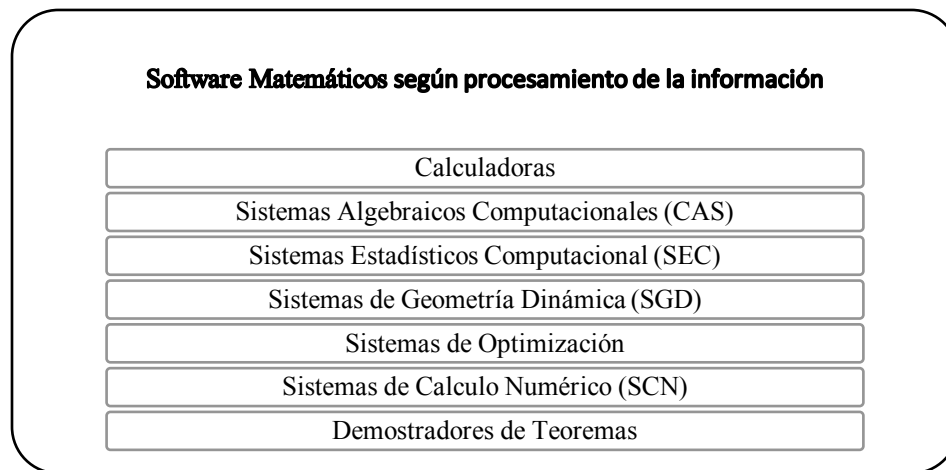 Software Matemáticos según procesamiento de la información
Calculadoras
Sistemas Algebraicos Computacionales (CAS)
Sistemas Estadísticos Computacional (SEC)
Sistemas de Geometría Dinámica (SGD)
Sistemas de Optimización
Sistemas de Calculo Numérico (SCN)
Demostradores de Teoremas